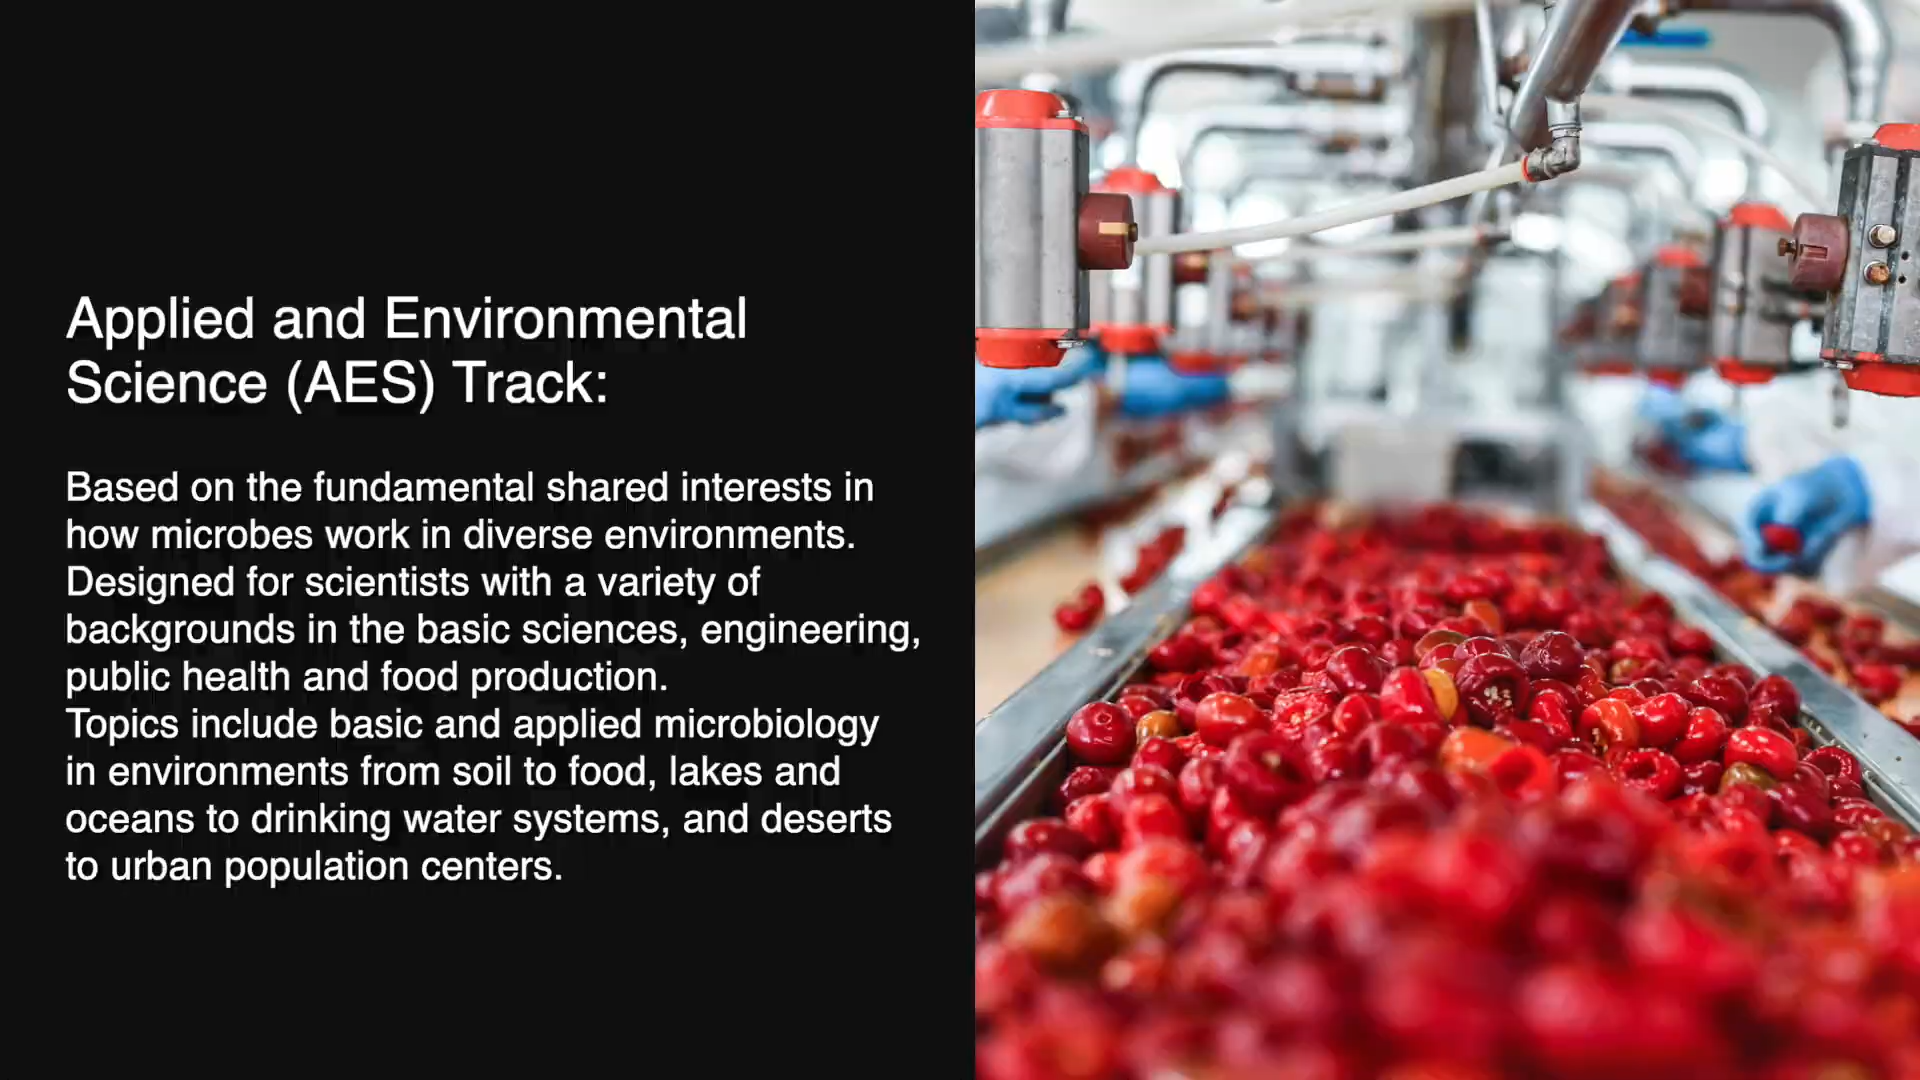 Applied and Environmental
Science (AES) Track:
Based on the fundamental shared interests in
how microbes work in diverse environments.
Designed for scientists with a variety of
backgrounds in the basic sciences, engineering,
public health and food production.
Topics include basic and applied microbiology
in environments from soil to food, lakes and
oceans to drinking water systems, and deserts
to urban population centers.